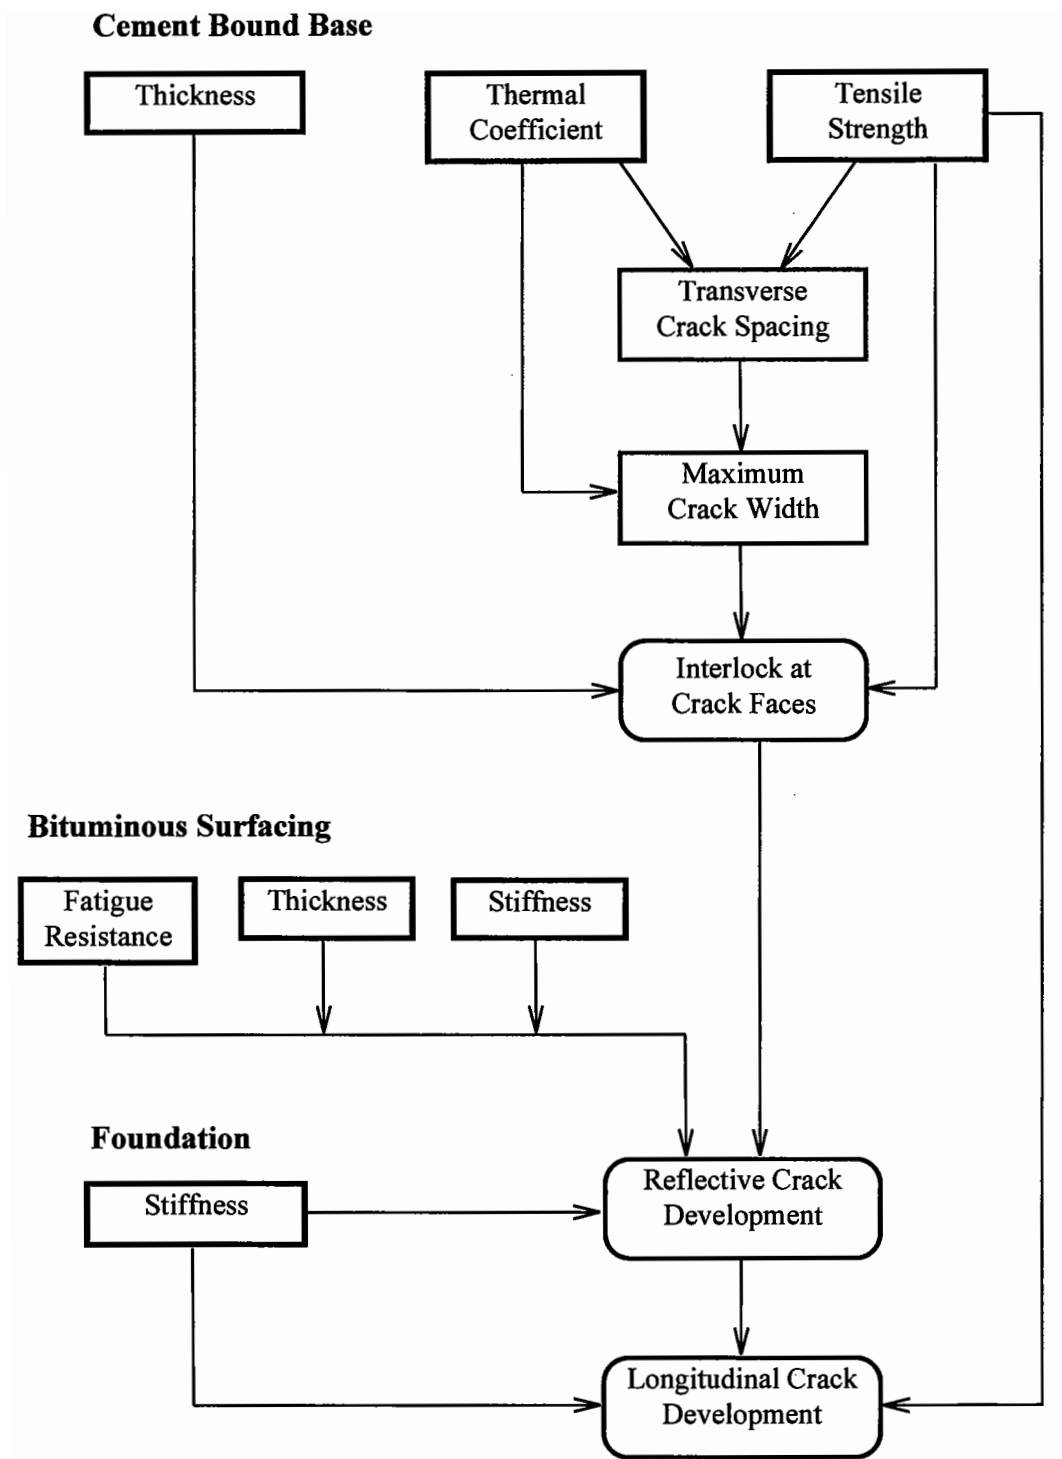 Cement Bound Base
Thickness
Thermal
Coefficient
Tensile
Strength
Transverse
Crack Spacing
Maximum
Crack Width
Interlock at
Crack Faces
Bituminous Surfacing
Fatigue
Resistance
Thickness
Stiffness
Foundation
Stiffness
Reflective Crack
Development
Longitudinal Crack
Development